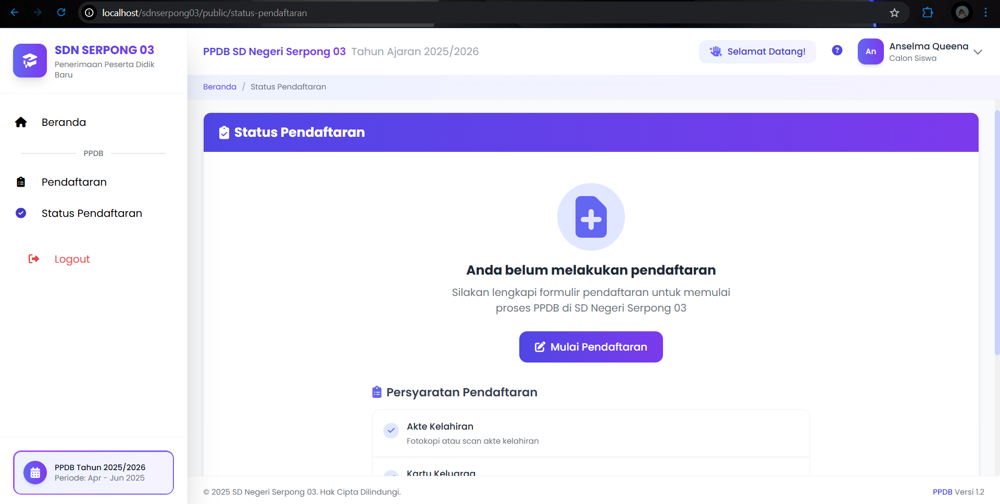 localhost/sdnserpong03/public/status-pendaftaran
SDN SERPONG 03
Penerimaan Peserta Didik
Baru
PPDB SD Negeri Serpong 03 Tahun Ajaran 2025/2026
Selamat Datang!
?
An
Anselma Queena
Calon Siswa
Beranda / Status Pendaftaran
Beranda
PPDB
Pendaftaran
Status Pendaftaran
Logout
Status Pendaftaran
Anda belum melakukan pendaftaran
Silakan lengkapi formulir pendaftaran untuk memulai
proses PPDB di SD Negeri Serpong 03
Mulai Pendaftaran
Persyaratan Pendaftaran
Akte Kelahiran
Fotokopi atau scan akte kelahiran
Kartu Keluarga
PPDB Tahun 2025/2026
Periode: Apr - Jun 2025
© 2025 SD Negeri Serpong 03. Hak Cipta Dilindungi.
PPDB Versi 1.2